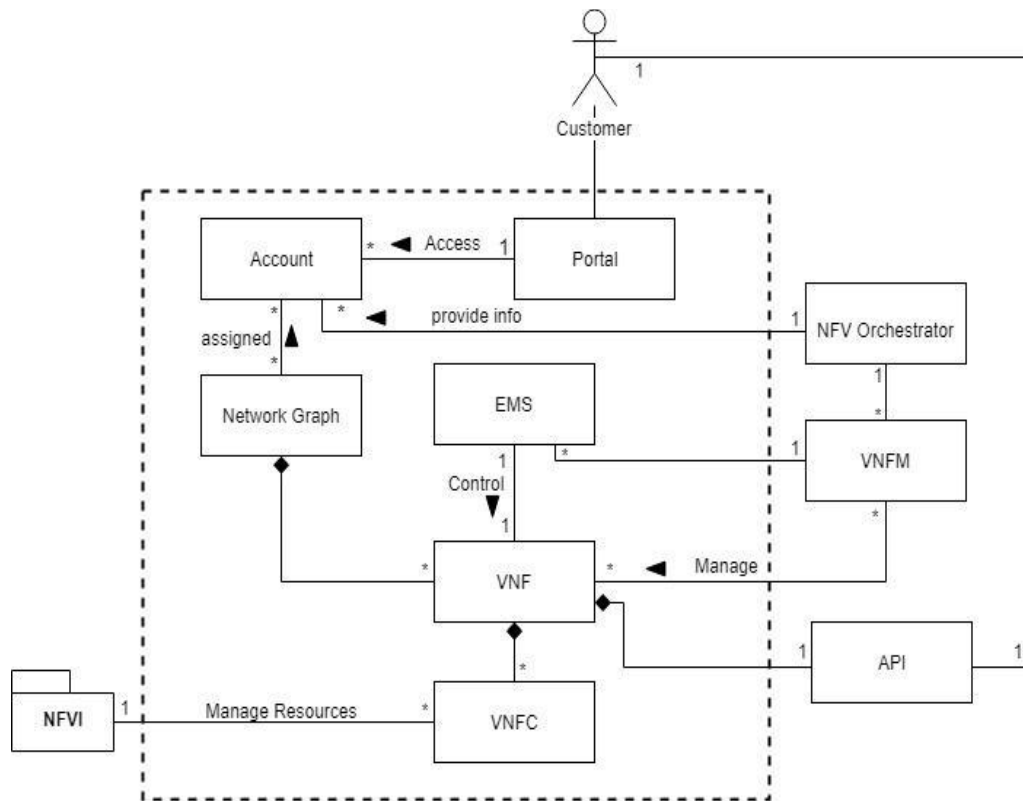 1
Customer
Account
*
Access
1
Portal
*
*
provide info
1
NFV Orchestrator
assigned
*
1
*
Network Graph
EMS
1
*
1
VNFM
Control
*
1
*
VNF
*
Manage
1
API
1
*
NFVI
1
Manage Resources
*
VNFC